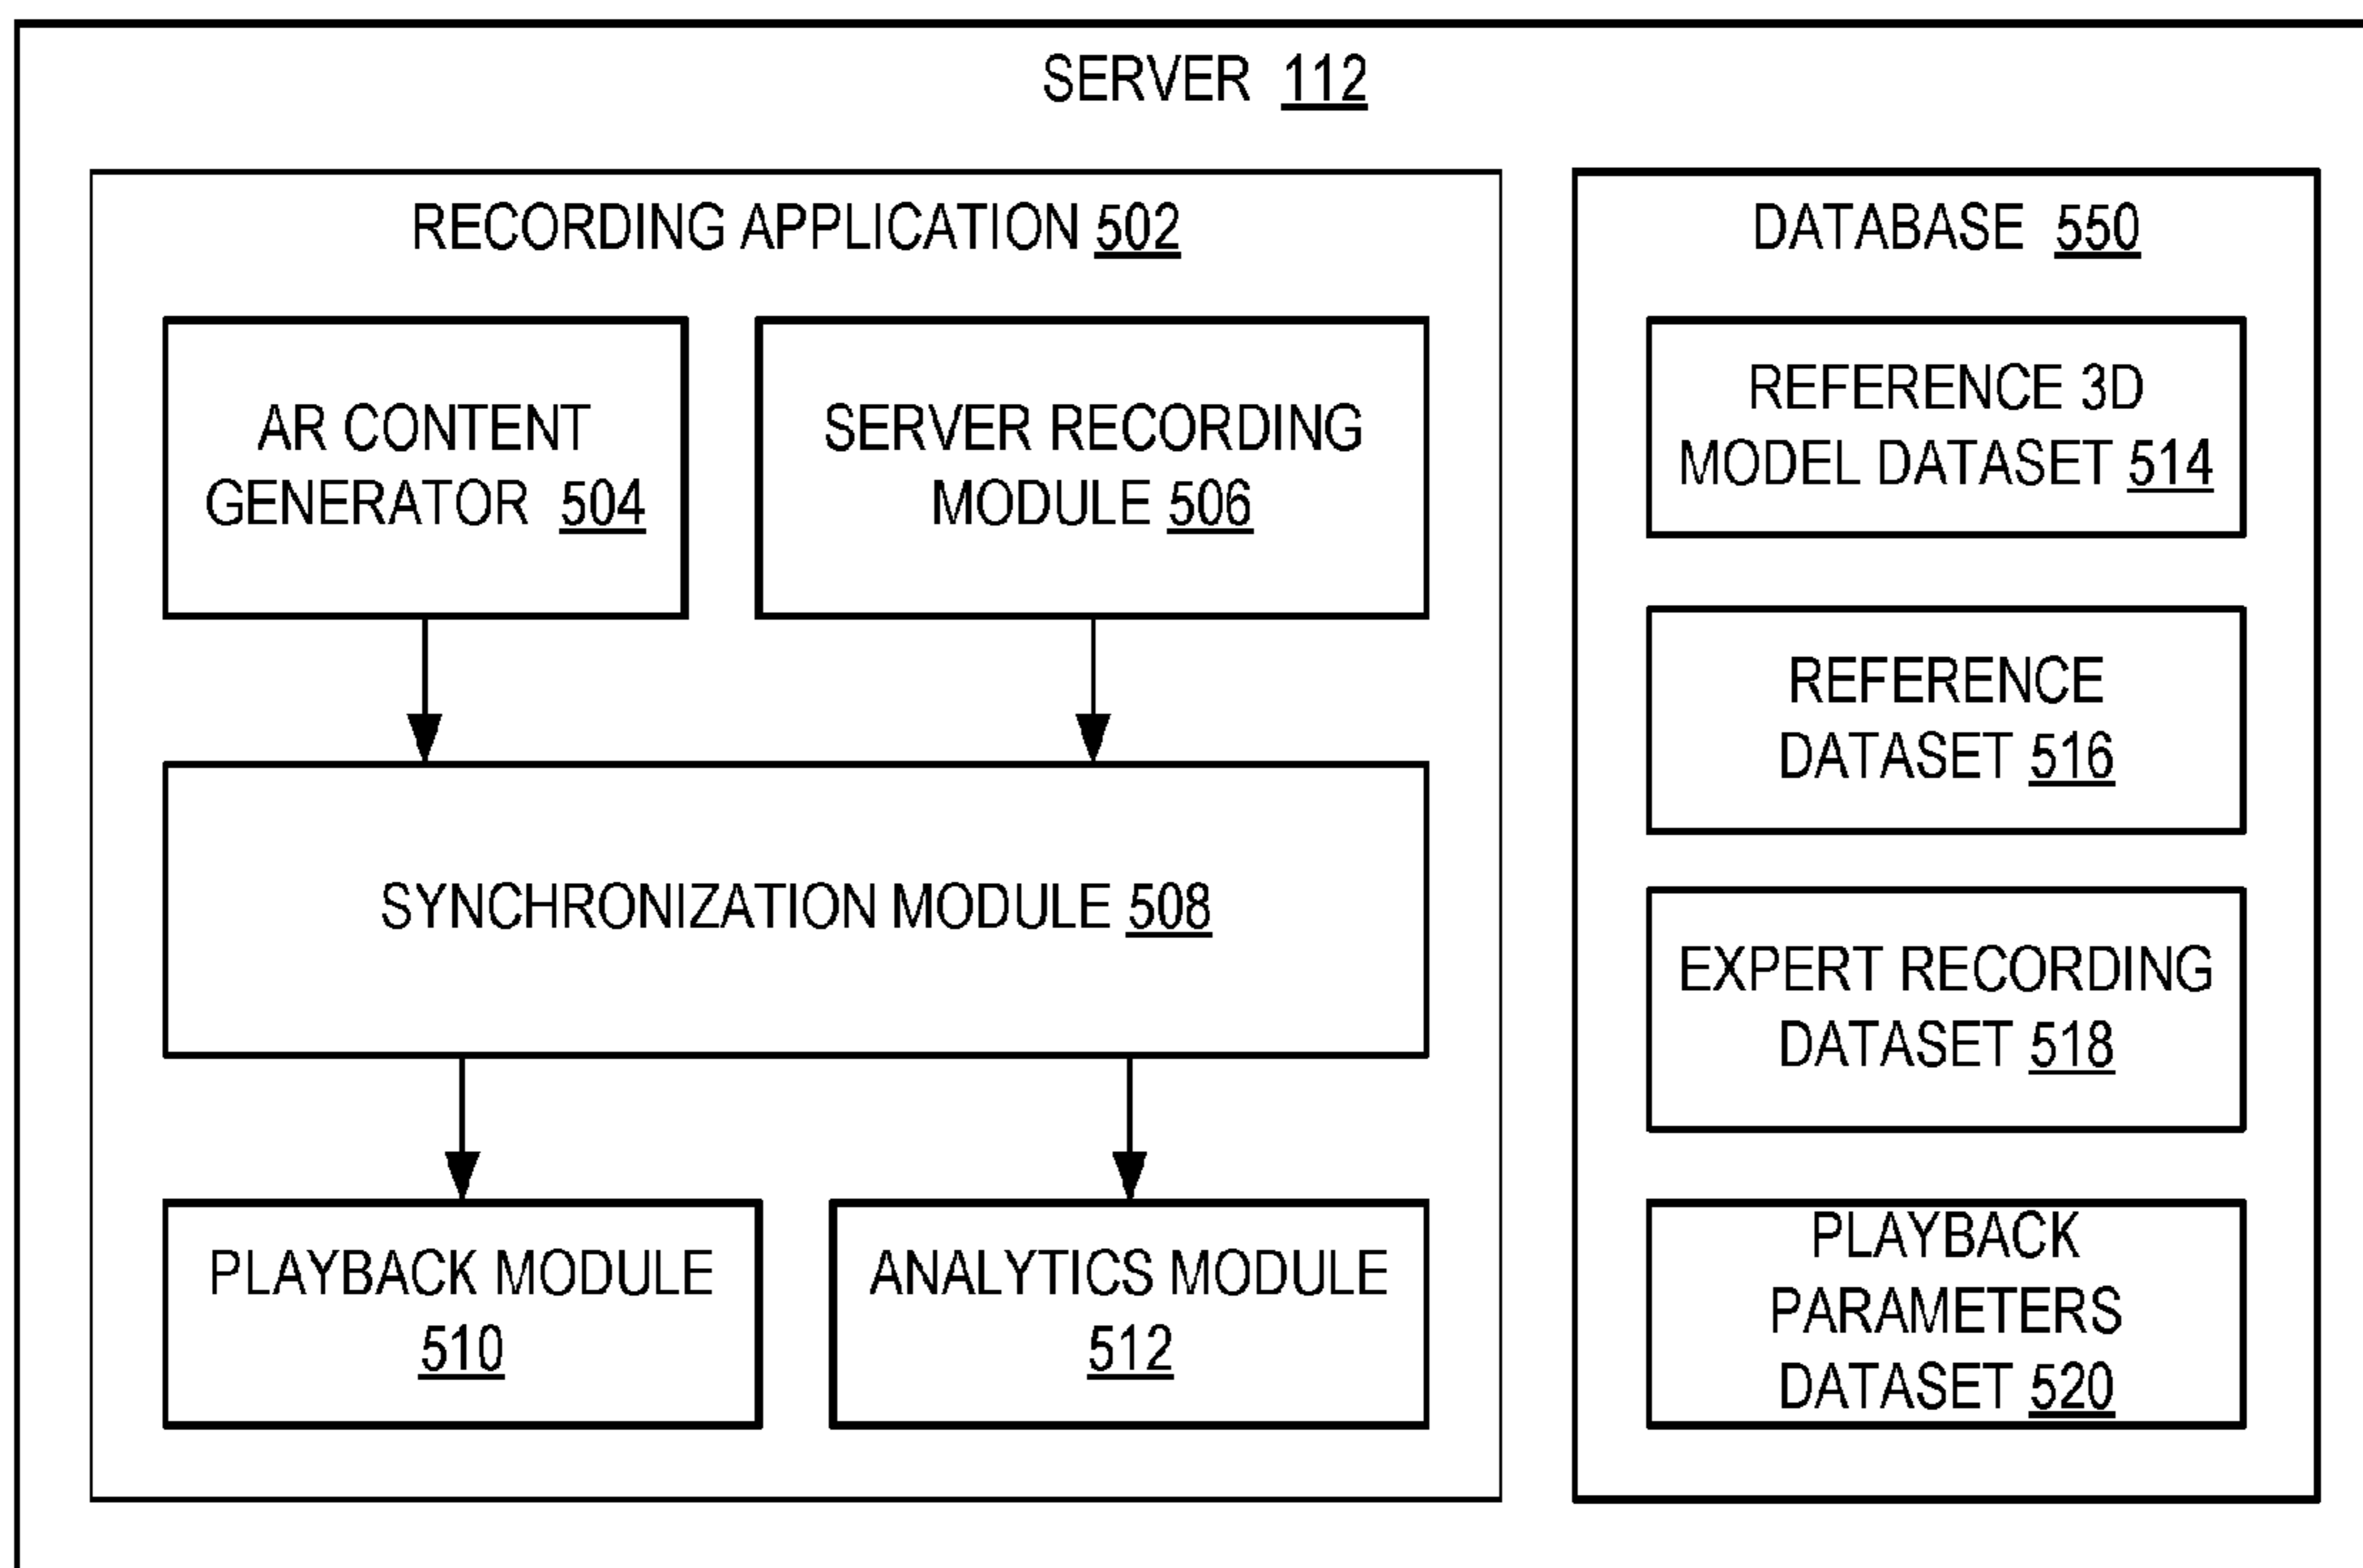 SERVER 112
RECORDING APPLICATION 502
AR CONTENT
GENERATOR 504
SERVER RECORDING
MODULE 506
SYNCHRONIZATION MODULE 508
PLAYBACK MODULE
510
ANALYTICS MODULE
512
DATABASE 550
REFERENCE 3D
MODEL DATASET 514
REFERENCE
DATASET 516
EXPERT RECORDING
DATASET 518
PLAYBACK
PARAMETERS
DATASET 520